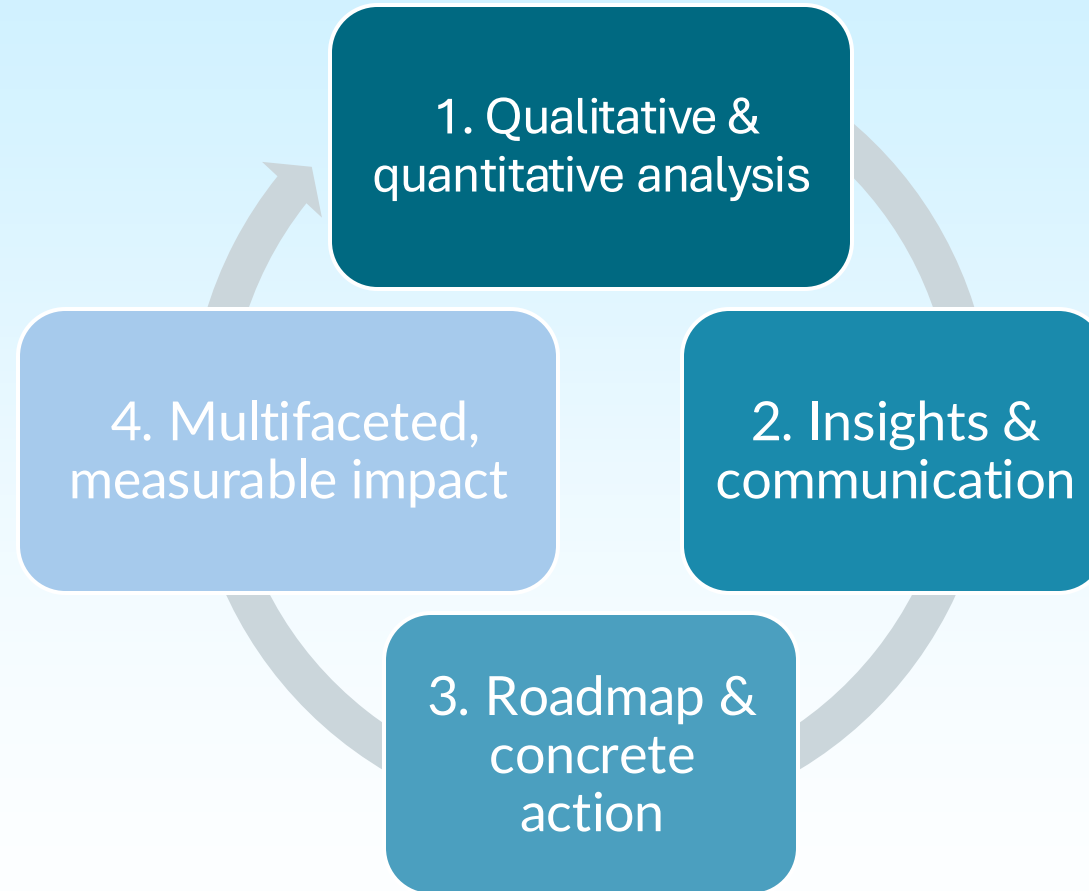 1. Qualitative &
quantitative analysis
2. Insights &
communication
3. Roadmap &
concrete
action
4. Multifaceted,
measurable impact